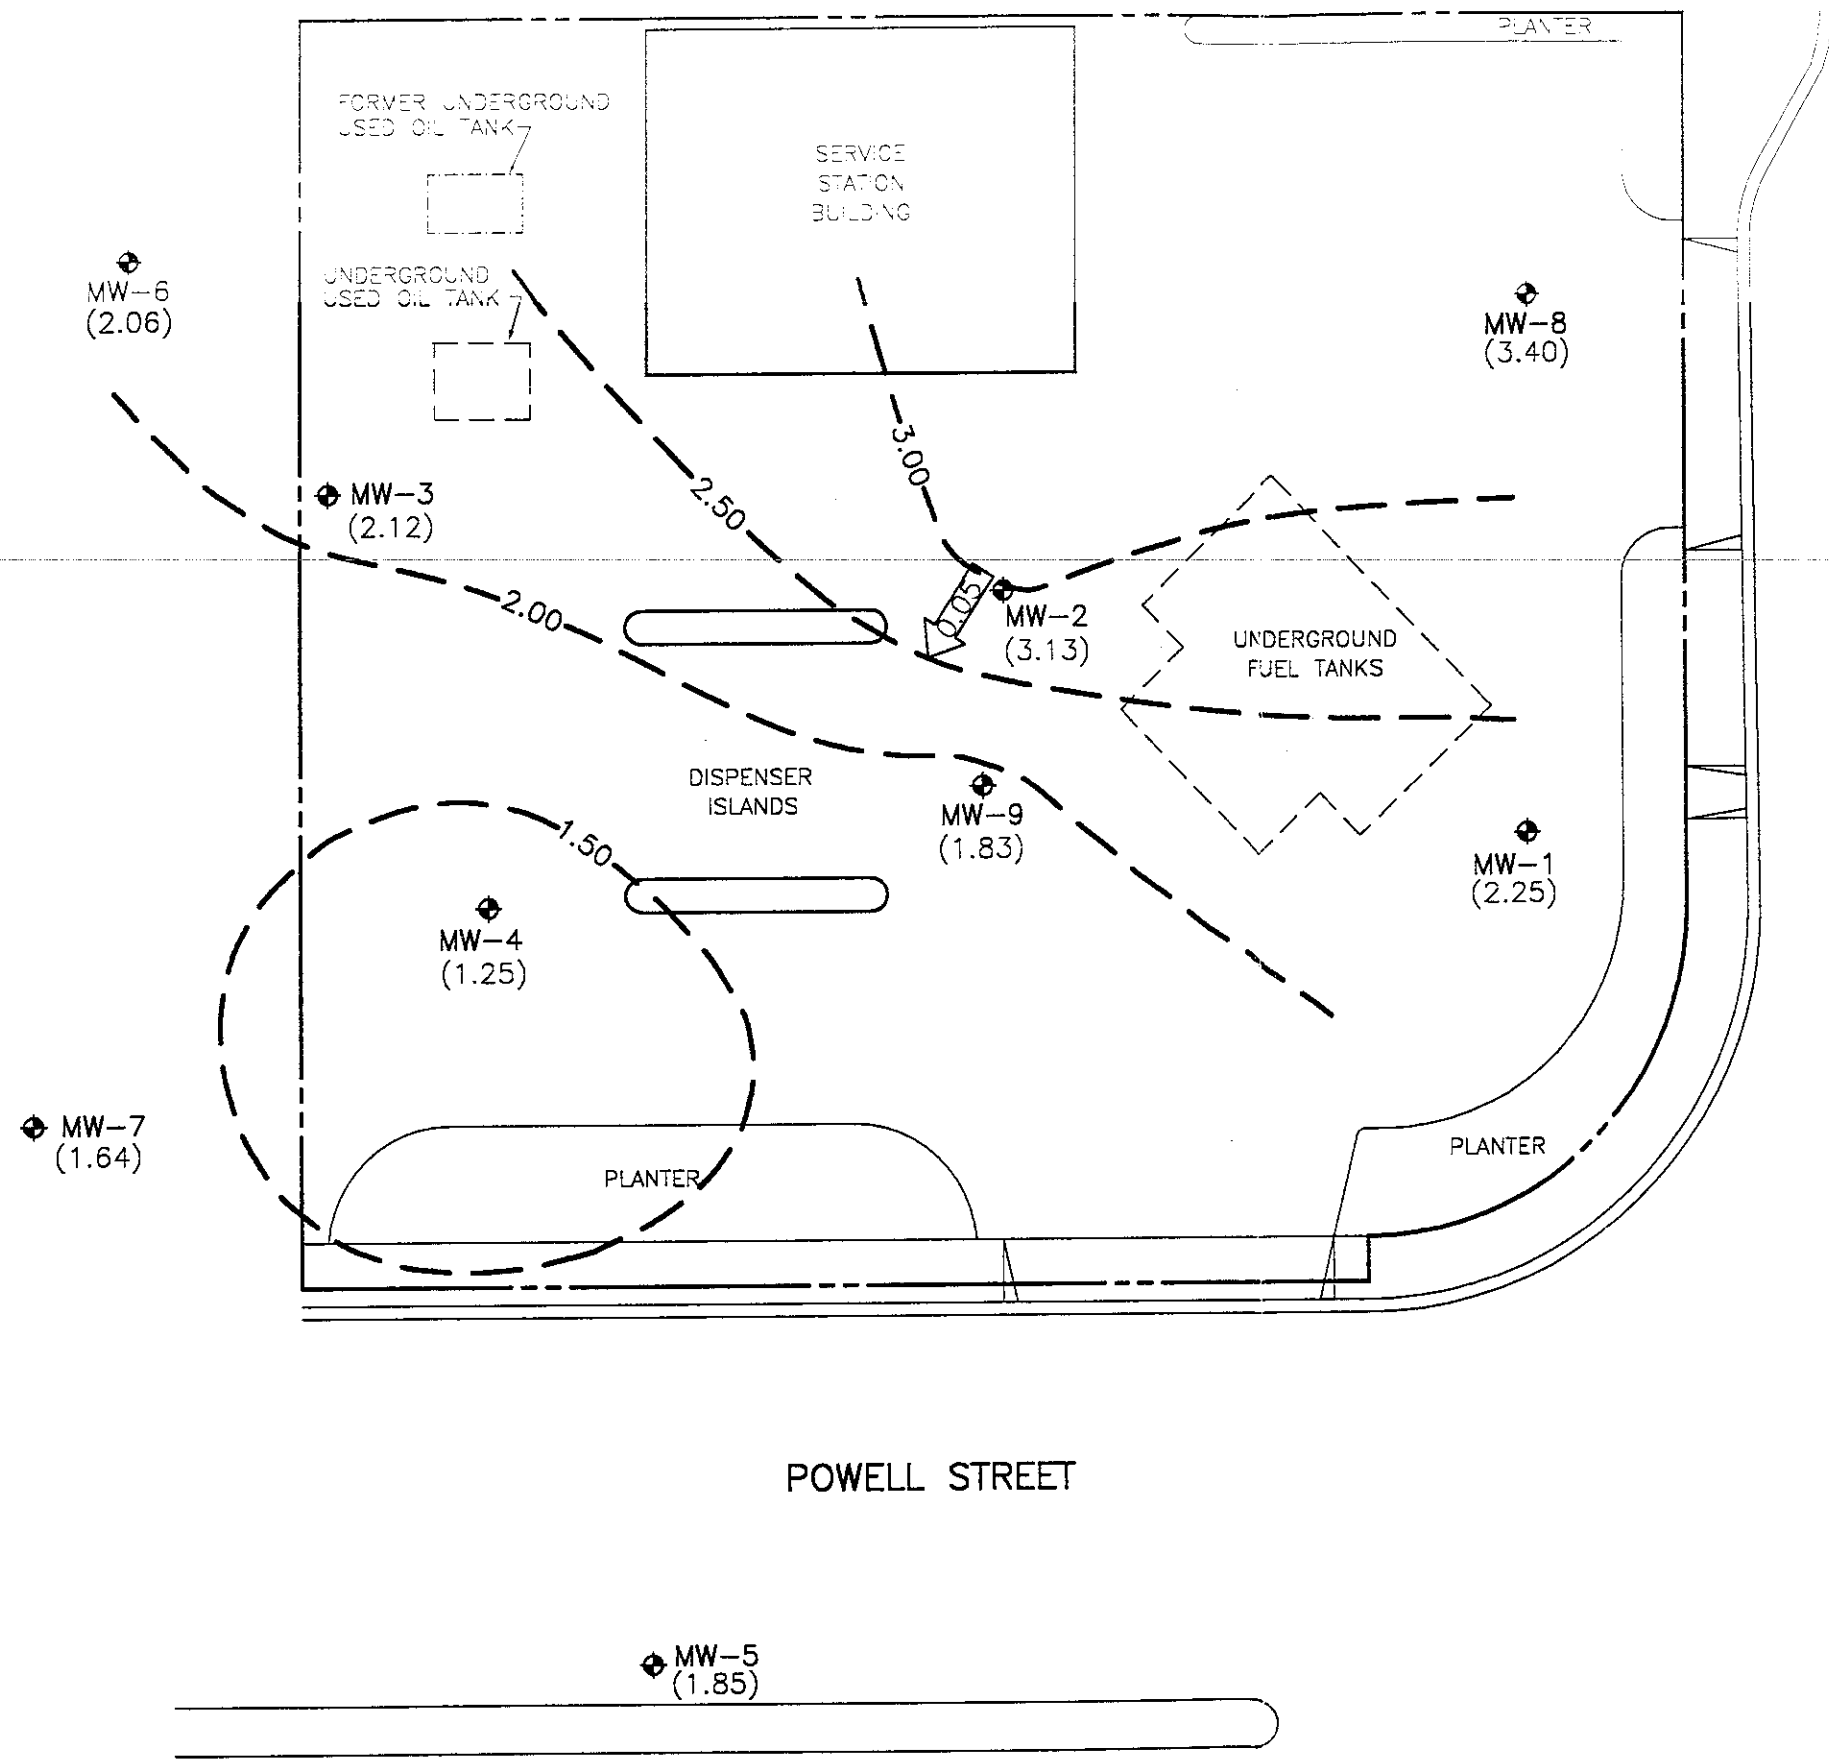 PLANTER
FORMER UNDERGROUND
USED OIL TANK
SERVICE
STATION
BUILDING
UNDERGROUND
USED OIL TANK
MW-6
(2.06)
MW-8
(3.40)
3.00
2.50
MW-3
(2.12)
2.00
0.05
MW-2
(3.13)
UNDERGROUND
FUEL TANKS
DISPENSER
ISLANDS
MW-9
(1.83)
1.50
MW-1
(2.25)
MW-4
(1.25)
MW-7
(1.64)
PLANTER
PLANTER
POWELL STREET
MW-5
(1.85)